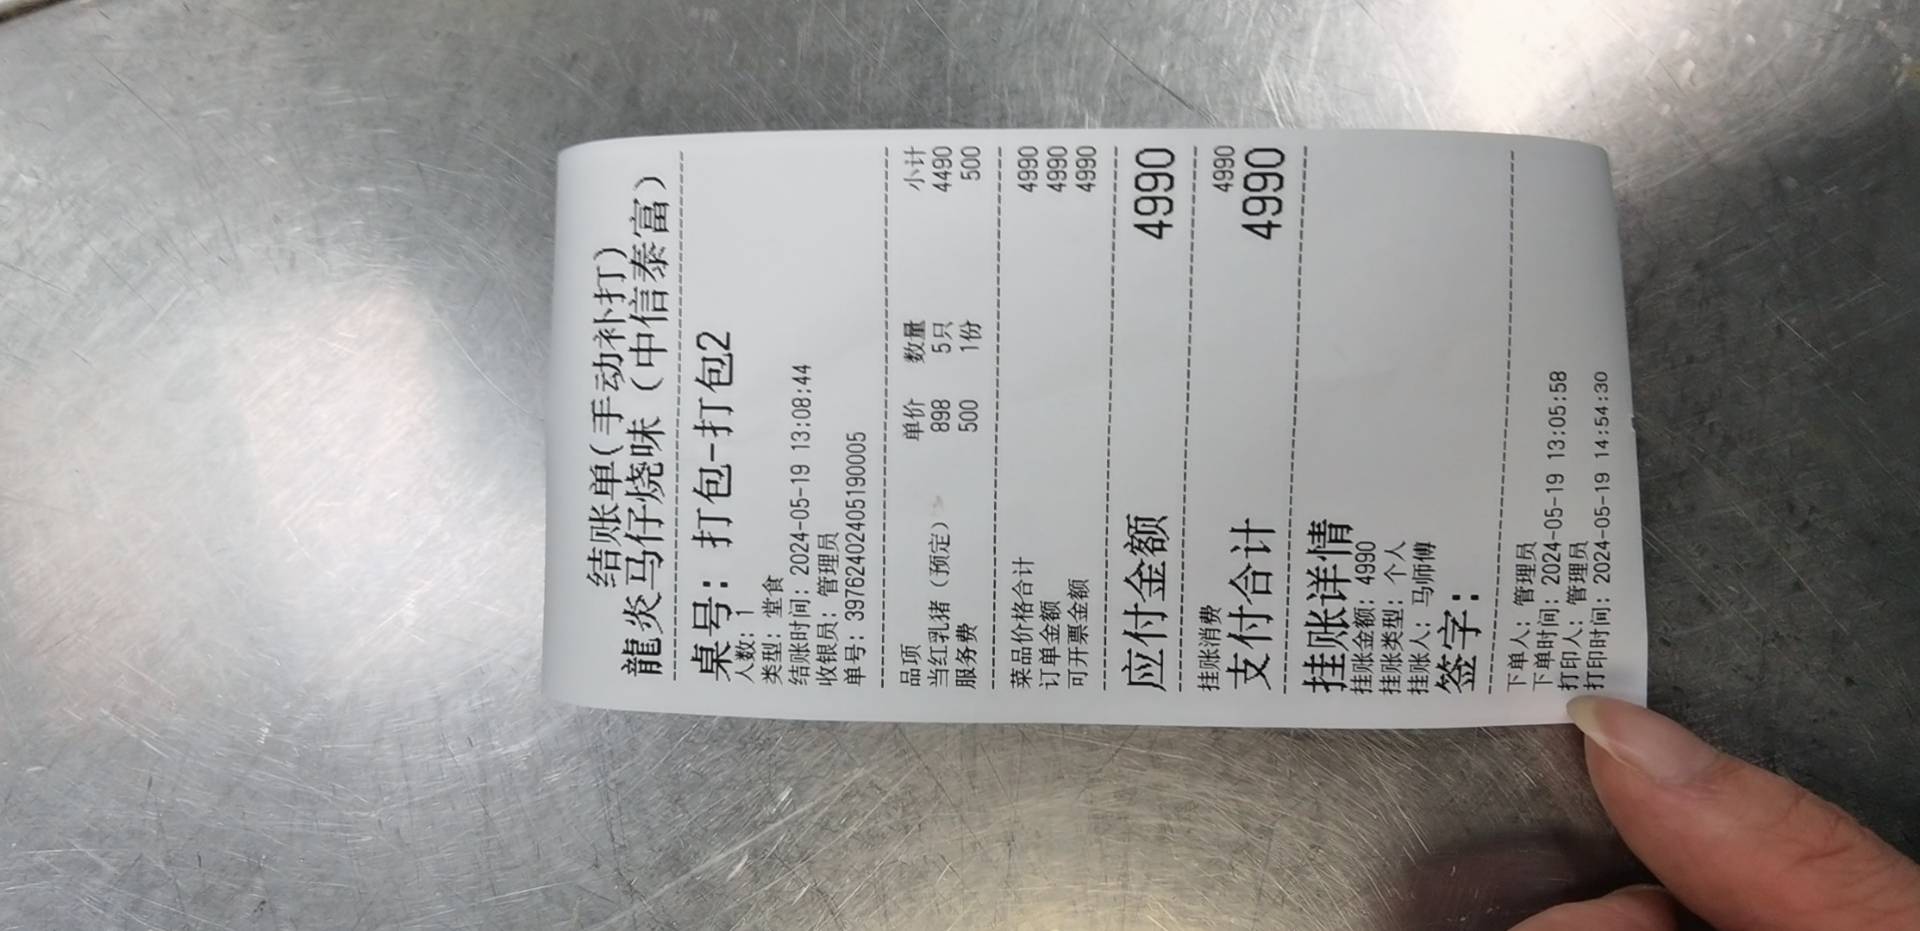 结账单(手动补打)
龍炎马仔烧味（中信泰富）
桌号：打包-打包2
人数：1
类型：堂食
结账时间：2024-05-19 13:08:44
收银员：管理员
单号：3976240240519​0005
品项 单价 数量 小计
当红乳猪（预定） 898 5只 4490
服务费 500 1份 500
菜品价格合计 4990
订单金额 4990
可开票金额 4990
应付金额 4990
挂账消费 4990
支付合计 4990
挂账详情
挂账金额：4990
挂账类型：个人
挂账人：马师傅
签字：
下单人：管理员
下单时间：2024-05-19 13:05:58
打印人：管理员
打印时间：2024-05-19 14:54:30